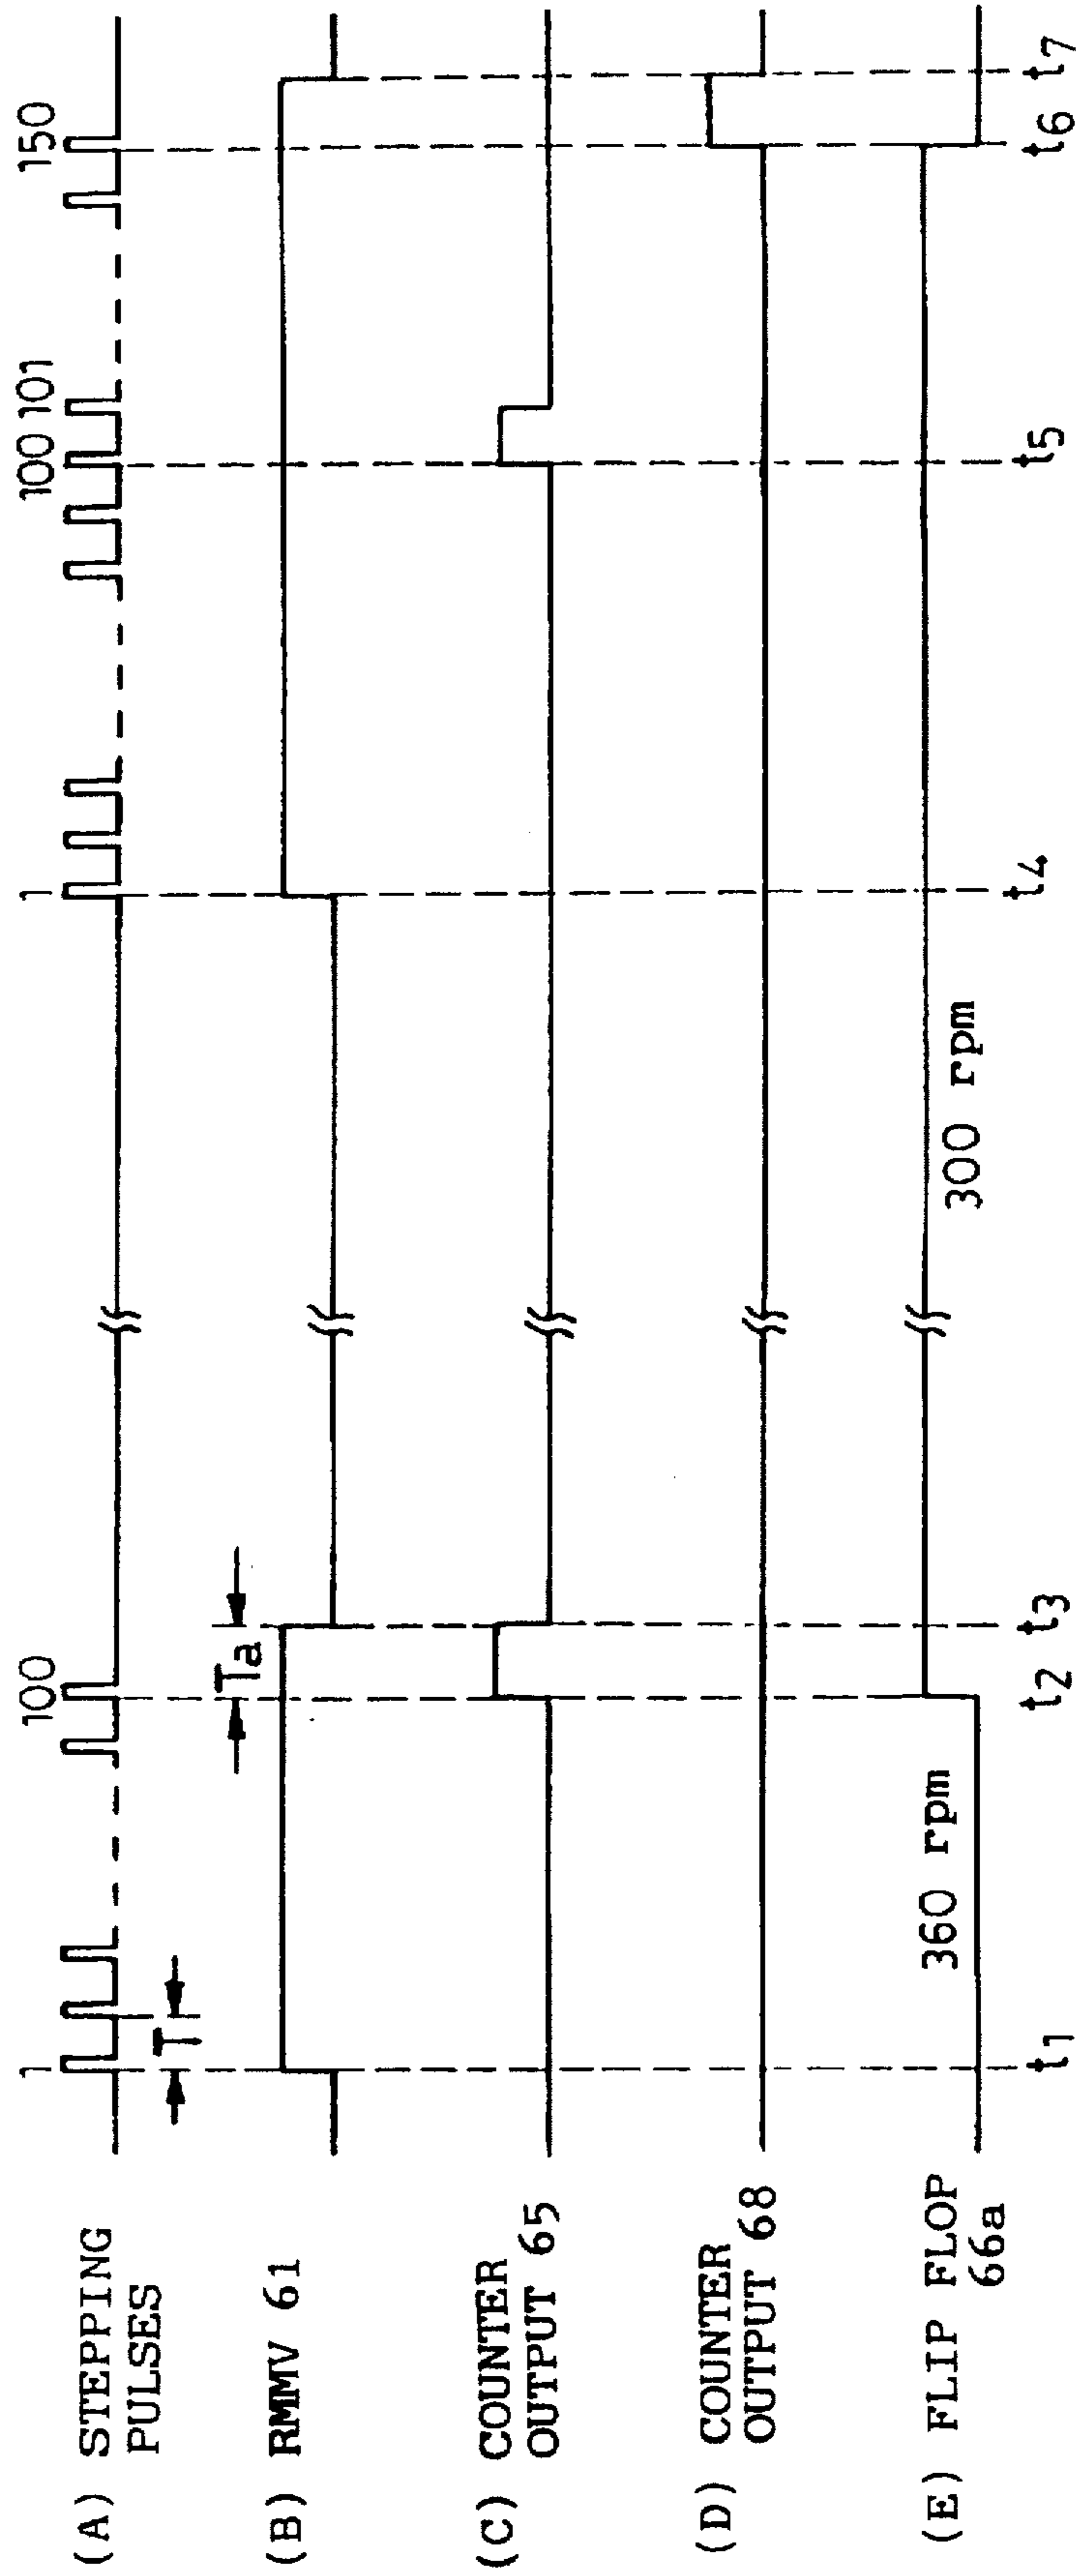 (A) STEPPING
PULSES
1
T
100
1
100 101
150
(B) RMMV 61
Ta
(C) COUNTER
OUTPUT 65
(D) COUNTER
OUTPUT 68
(E) FLIP FLOP
66a
360 rpm
300 rpm
t1
t2
t3
t4
t5
t6
t7